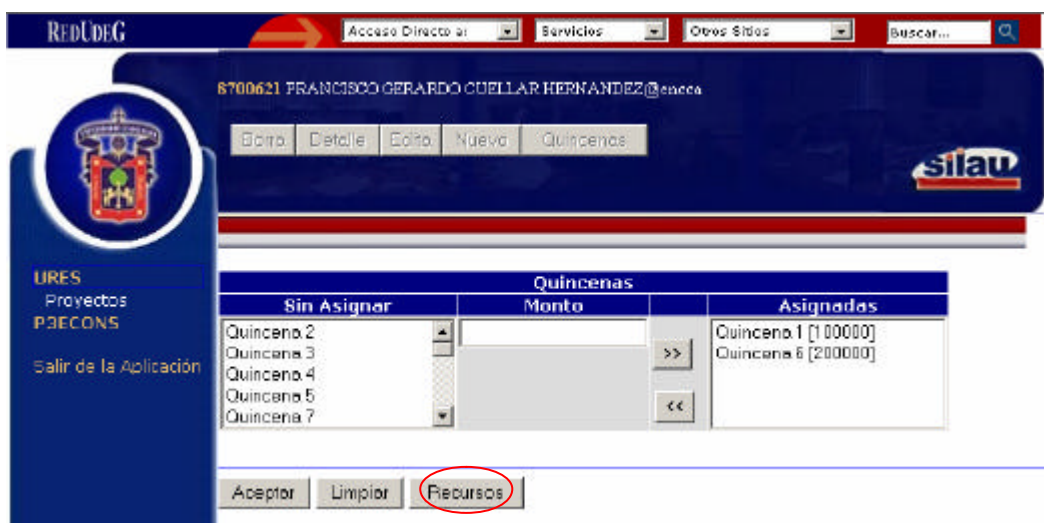 REDUDEG
Acceso Directo a:
Servicios
Otros Sitios
Buscar...
8700621 FRANCISCO GERARDO CUELLAR HERNANDEZ@encca
Borra Detalle Edita Nuevo Quincenas
silau
URES
Proyectos
P3ECONS
Salir de la Aplicación
Quincenas
Sin Asignar Monto Asignadas
Quincena 2
Quincena 3
Quincena 4
Quincena 5
Quincena 7
>>
<<
Quincena 1 [100000]
Quincena 6 [200000]
Aceptar Limpiar Recursos